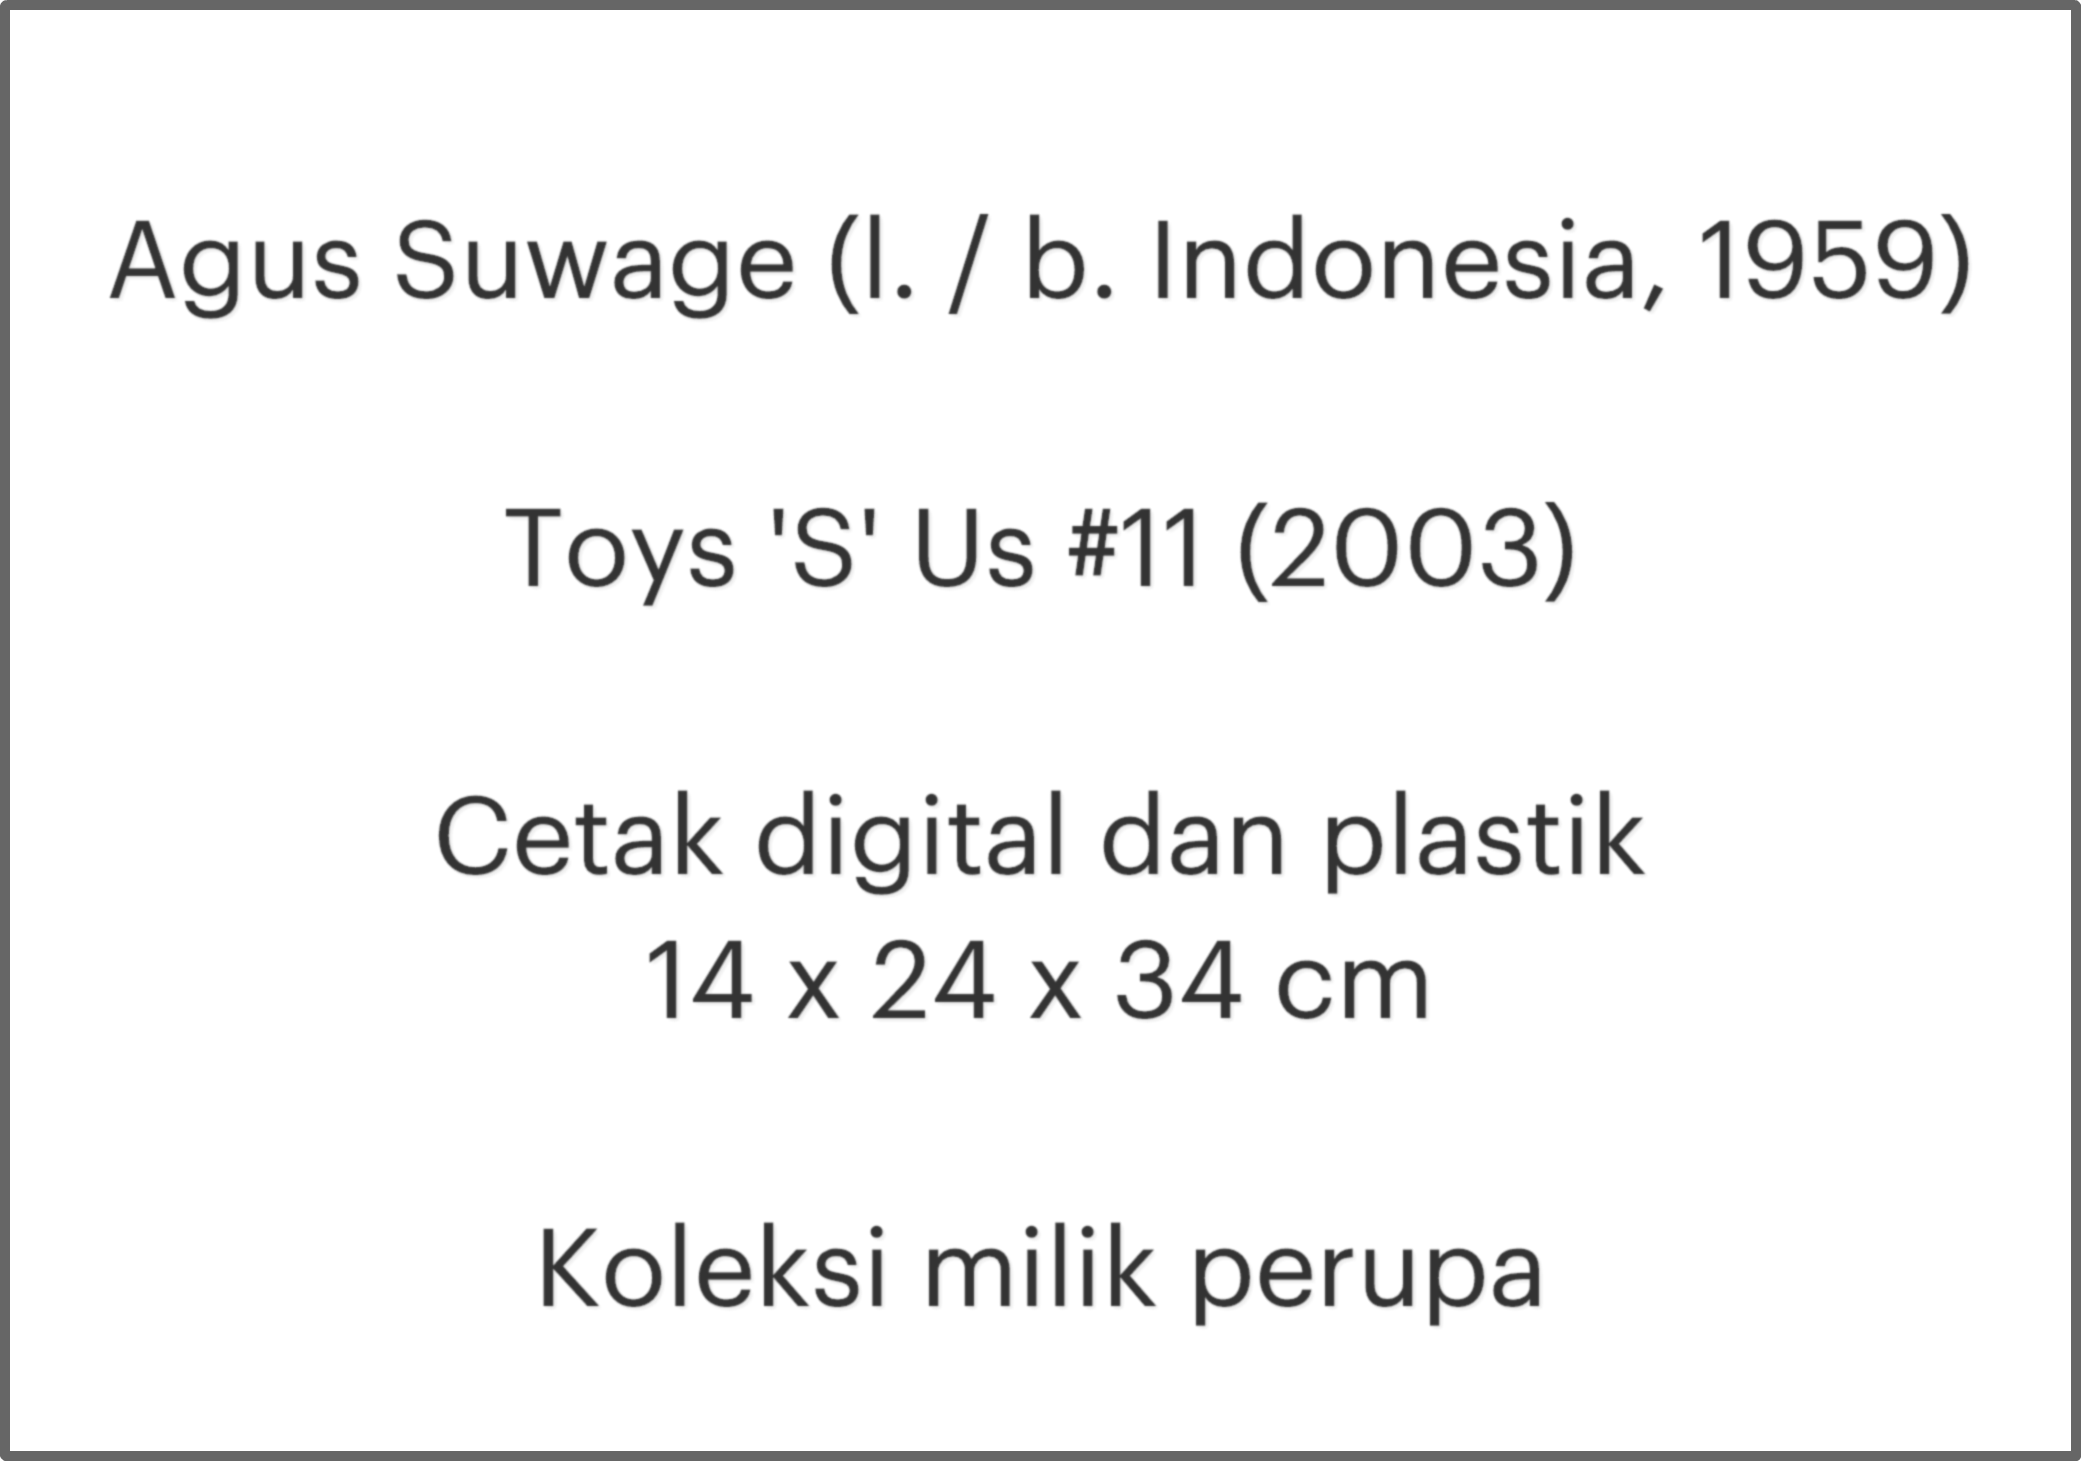 Agus Suwage (l. / b. Indonesia, 1959)
Toys 'S' Us #11 (2003)
Cetak digital dan plastik
14 x 24 x 34 cm
Koleksi milik perupa